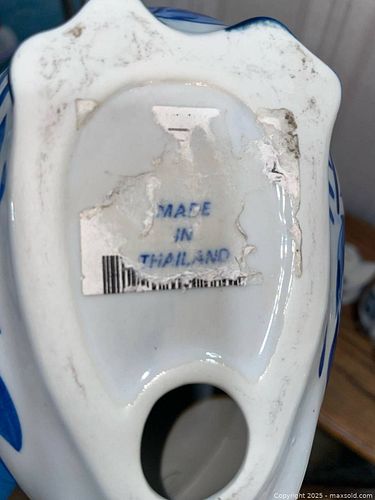 MADE
IN
THAILAND
Copyright © 2025 - maxsold.com